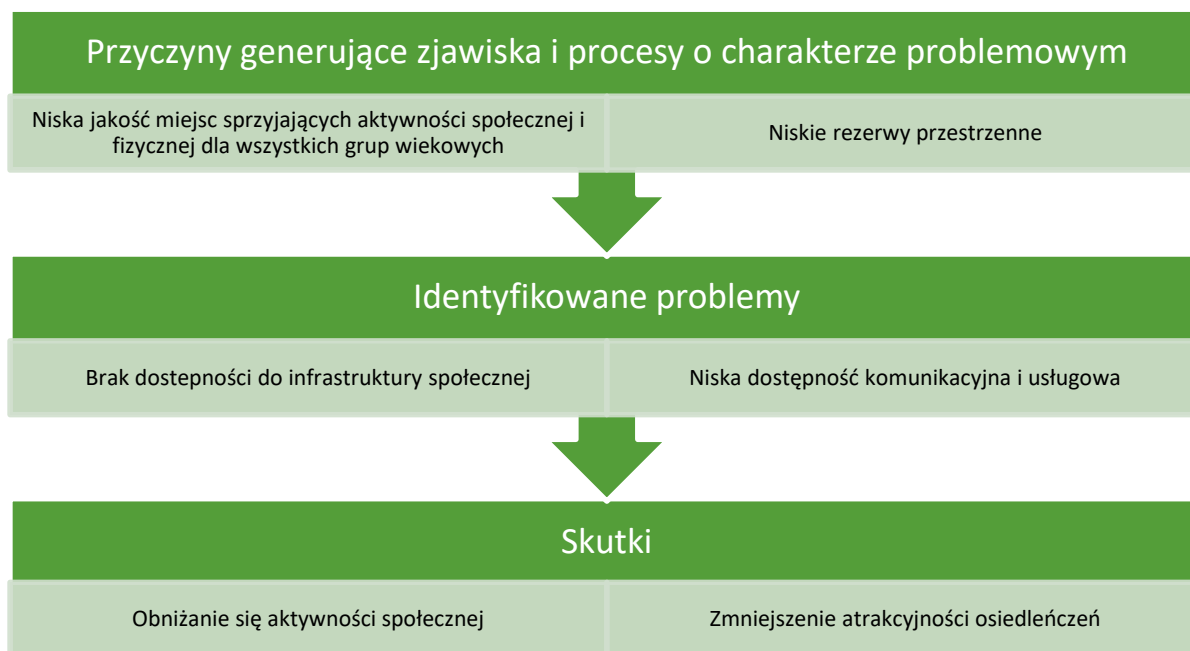 Przyczyny generujące zjawiska i procesy o charakterze problemowym
Niska jakość miejsc sprzyjających aktywności społecznej i
fizycznej dla wszystkich grup wiekowych
Niskie rezerwy przestrzenne
Identyfikowane problemy
Brak dostepności do infrastruktury społecznej
Niska dostępność komunikacyjna i usługowa
Skutki
Obniżanie się aktywności społecznej
Zmniejszenie atrakcyjności osiedleńczeń